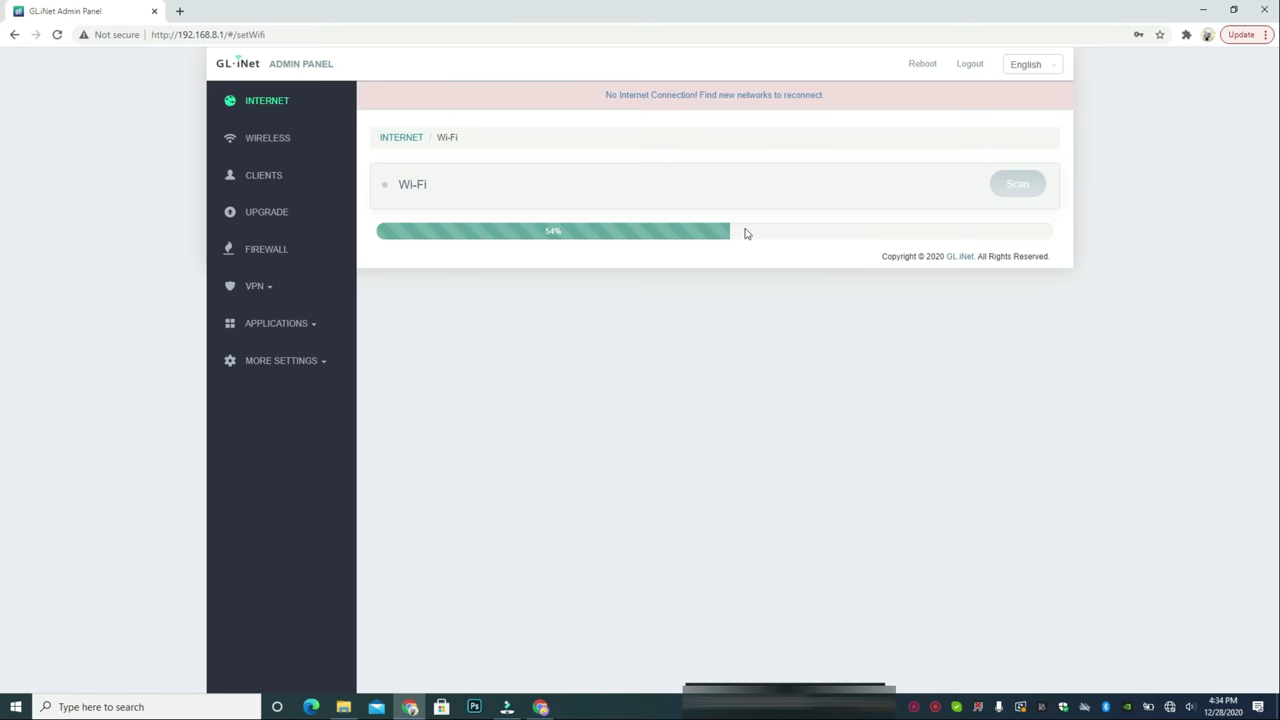 GL.iNet Admin Panel
Not secure
http://192.168.8.1/#/setWifi
Update
GL·iNet ADMIN PANEL
Reboot
Logout
English
INTERNET
WIRELESS
CLIENTS
UPGRADE
FIREWALL
VPN
APPLICATIONS
MORE SETTINGS
No Internet Connection! Find new networks to reconnect.
INTERNET / Wi-Fi
Wi-Fi
Scan
54%
Copyright © 2020 GL.iNet. All Rights Reserved.
Type here to search
Ps
4:34 PM
12/28/2020